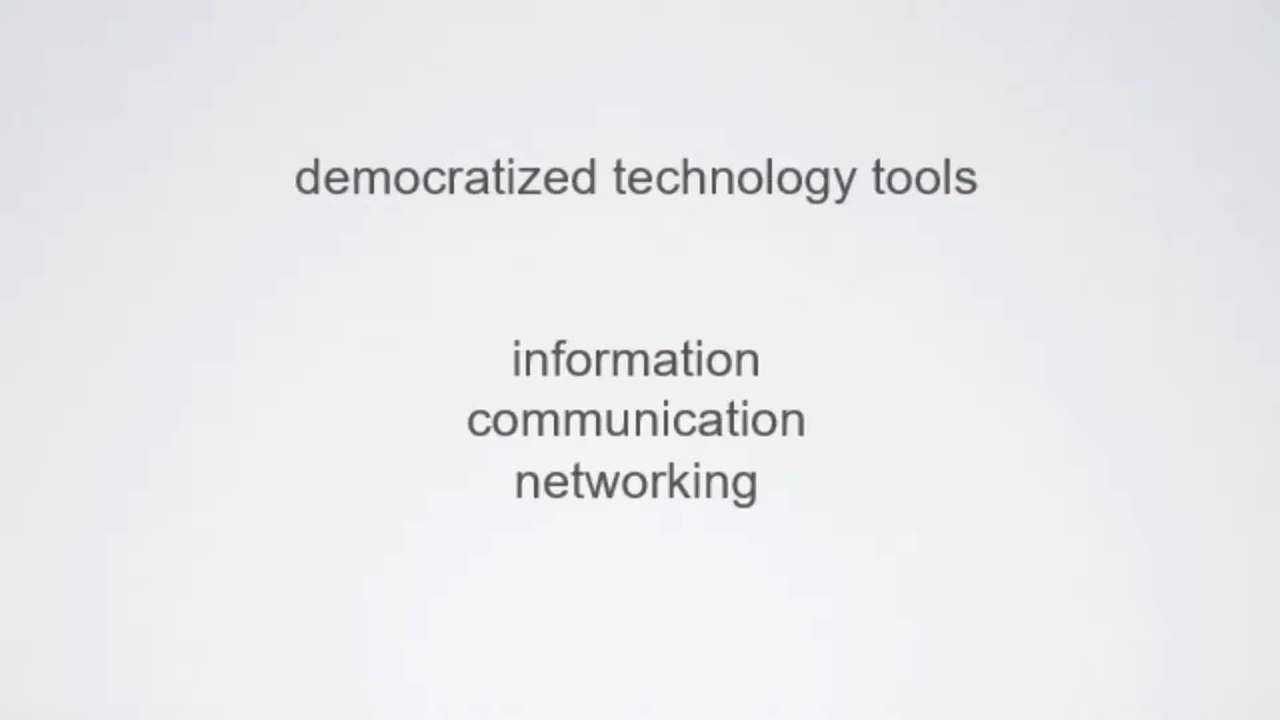 democratized technology tools
information
communication
networking